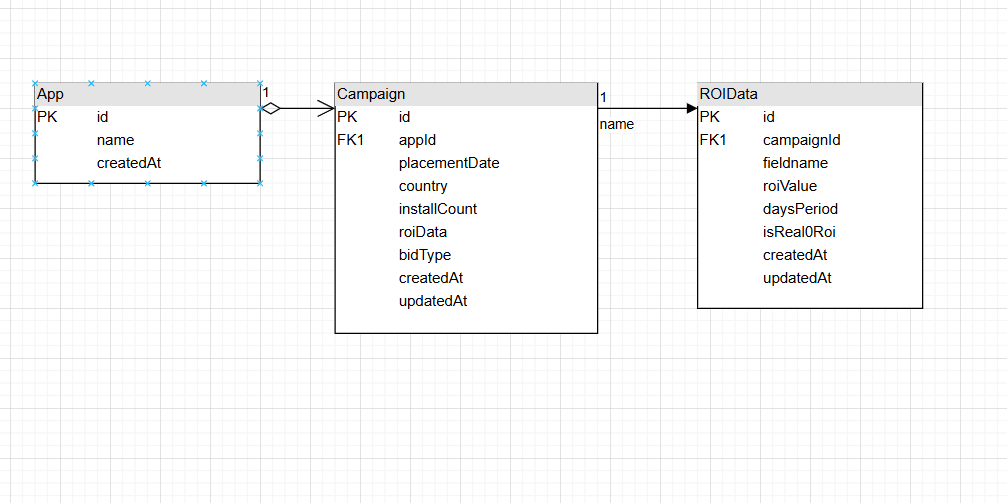 App
PK id
name
createdAt
1
Campaign
PK id
FK1 appId
placementDate
country
installCount
roiData
bidType
createdAt
updatedAt
1
name
ROIData
PK id
FK1 campaignId
fieldname
roiValue
daysPeriod
isReal0Roi
createdAt
updatedAt